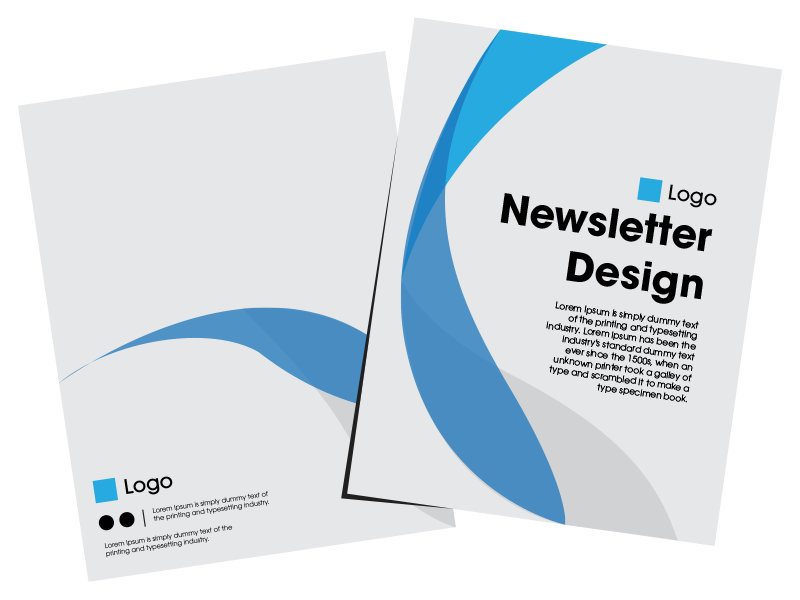 Logo
Newsletter
Design
Lorem Ipsum is simply dummy text
of the printing and typesetting
industry. Lorem Ipsum has been the
industry's standard dummy text
ever since the 1500s, when an
unknown printer took a galley of
type and scrambled it to make a
type specimen book.
Logo
Lorem Ipsum is simply dummy text of
the printing and typesetting industry.
Lorem Ipsum is simply dummy text of the
printing and typesetting industry.